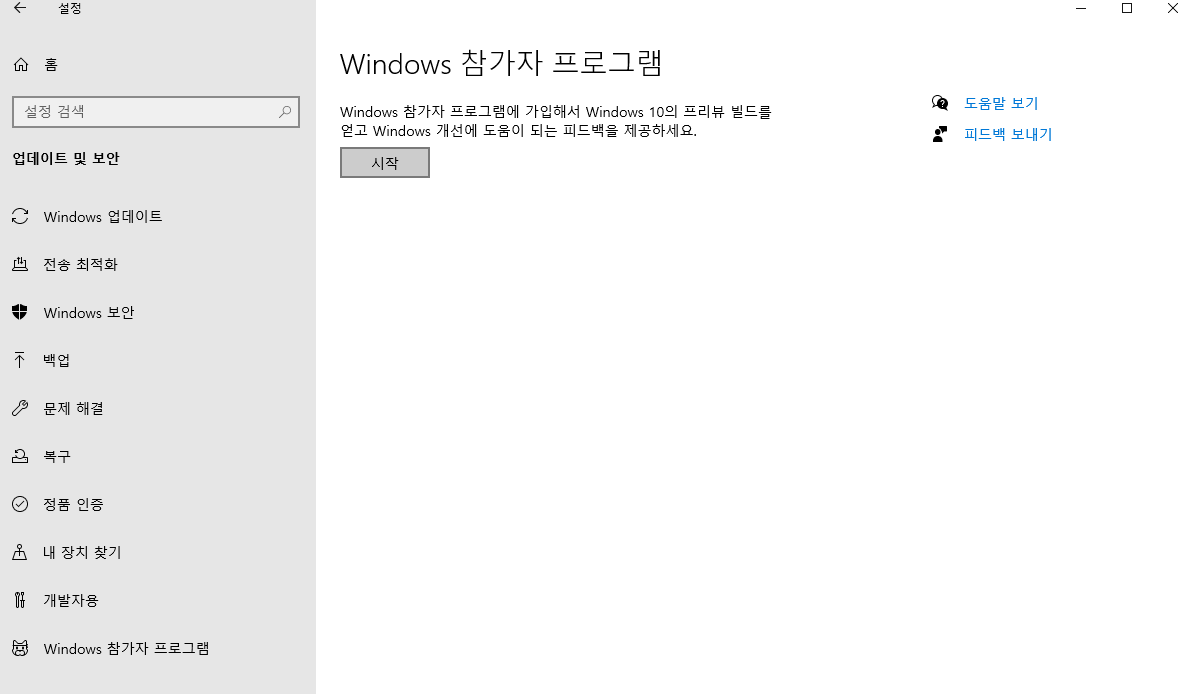 설정
홈
설정 검색
업데이트 및 보안
Windows 업데이트
전송 최적화
Windows 보안
백업
문제 해결
복구
정품 인증
내 장치 찾기
개발자용
Windows 참가자 프로그램
Windows 참가자 프로그램
Windows 참가자 프로그램에 가입해서 Windows 10의 프리뷰 빌드를
얻고 Windows 개선에 도움이 되는 피드백을 제공하세요.
시작
도움말 보기
피드백 보내기